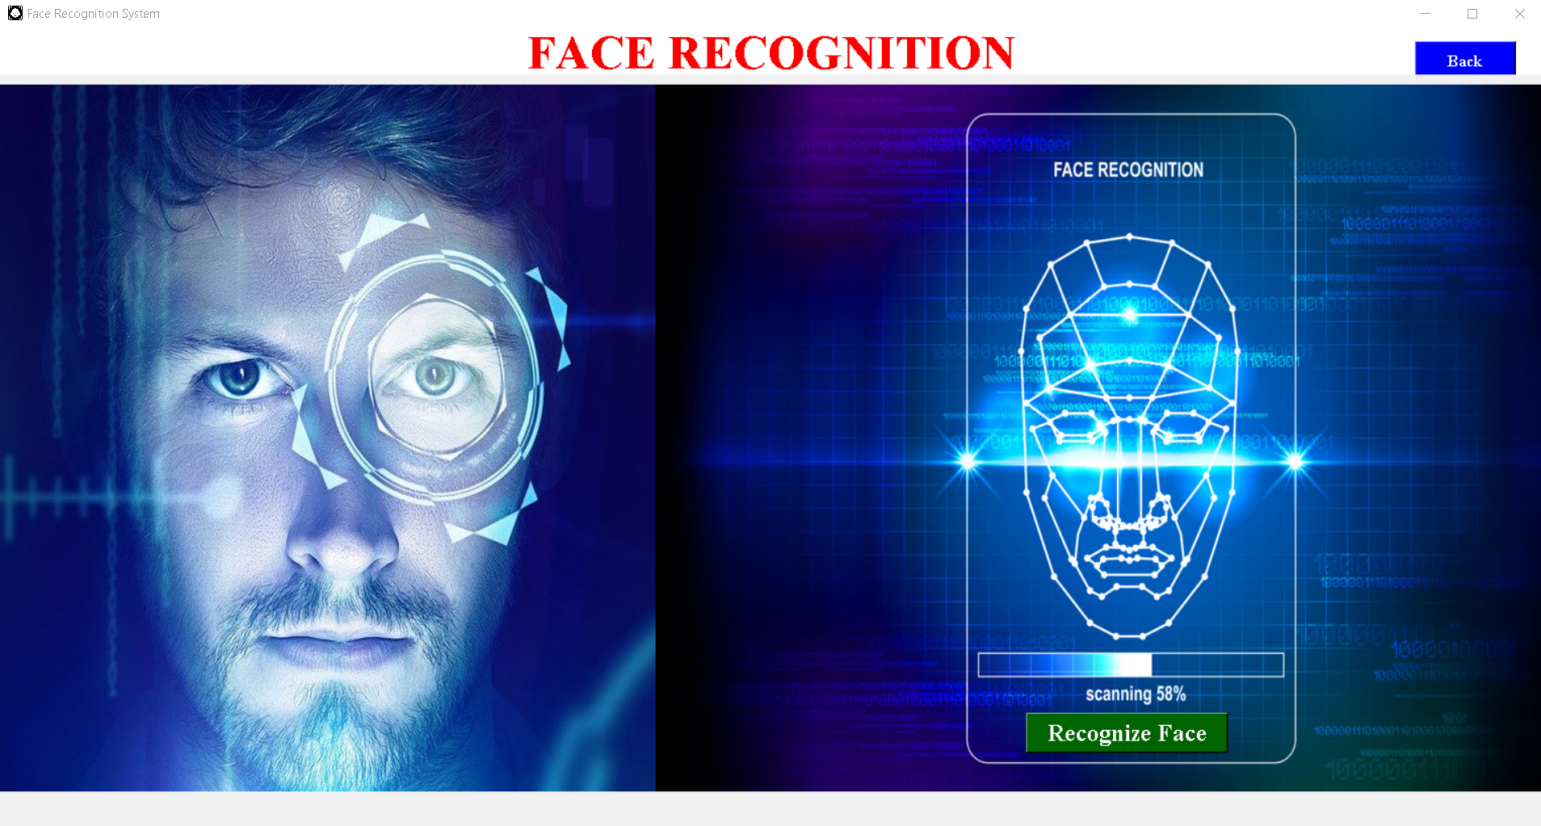 Face Recognition System
FACE RECOGNITION
Back
FACE RECOGNITION
scanning 58%
Recognize Face